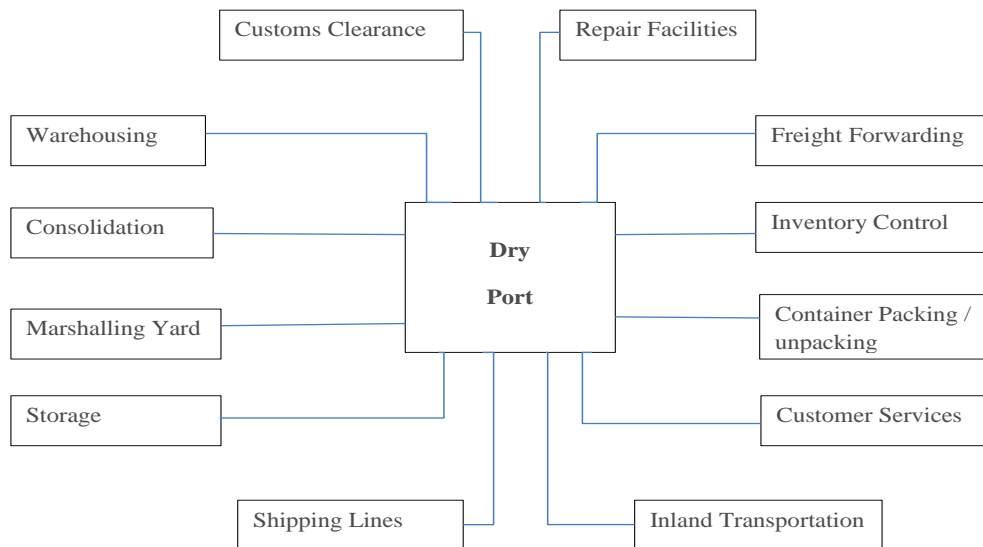 Customs Clearance
Repair Facilities
Warehousing
Freight Forwarding
Consolidation
Inventory Control
Dry
Port
Marshalling Yard
Container Packing /
unpacking
Storage
Customer Services
Shipping Lines
Inland Transportation